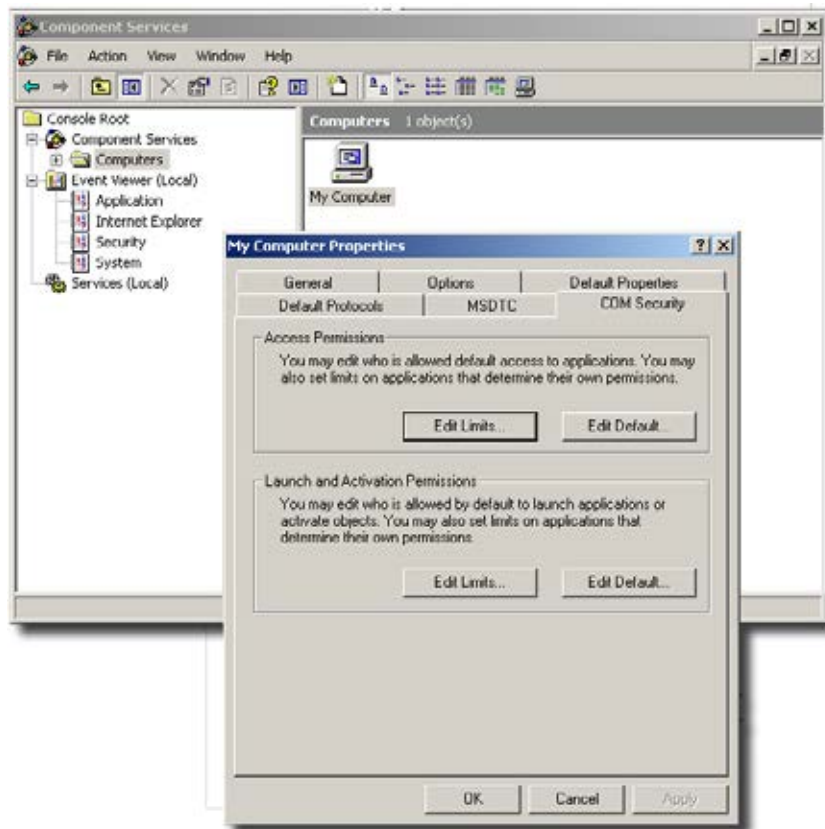 Component Services
File Action View Window Help
Console Root
Component Services
Computers
Event Viewer (Local)
Application
Internet Explorer
Security
System
Services (Local)
Computers 1 object(s)
My Computer
My Computer Properties
General Options Default Properties
Default Protocols MSDTC COM Security
Access Permissions
You may edit who is allowed default access to applications. You may
also set limits on applications that determine their own permissions.
Edit Limits... Edit Default...
Launch and Activation Permissions
You may edit who is allowed by default to launch applications or
activate objects. You may also set limits on applications that
determine their own permissions.
Edit Limits... Edit Default...
OK Cancel Apply